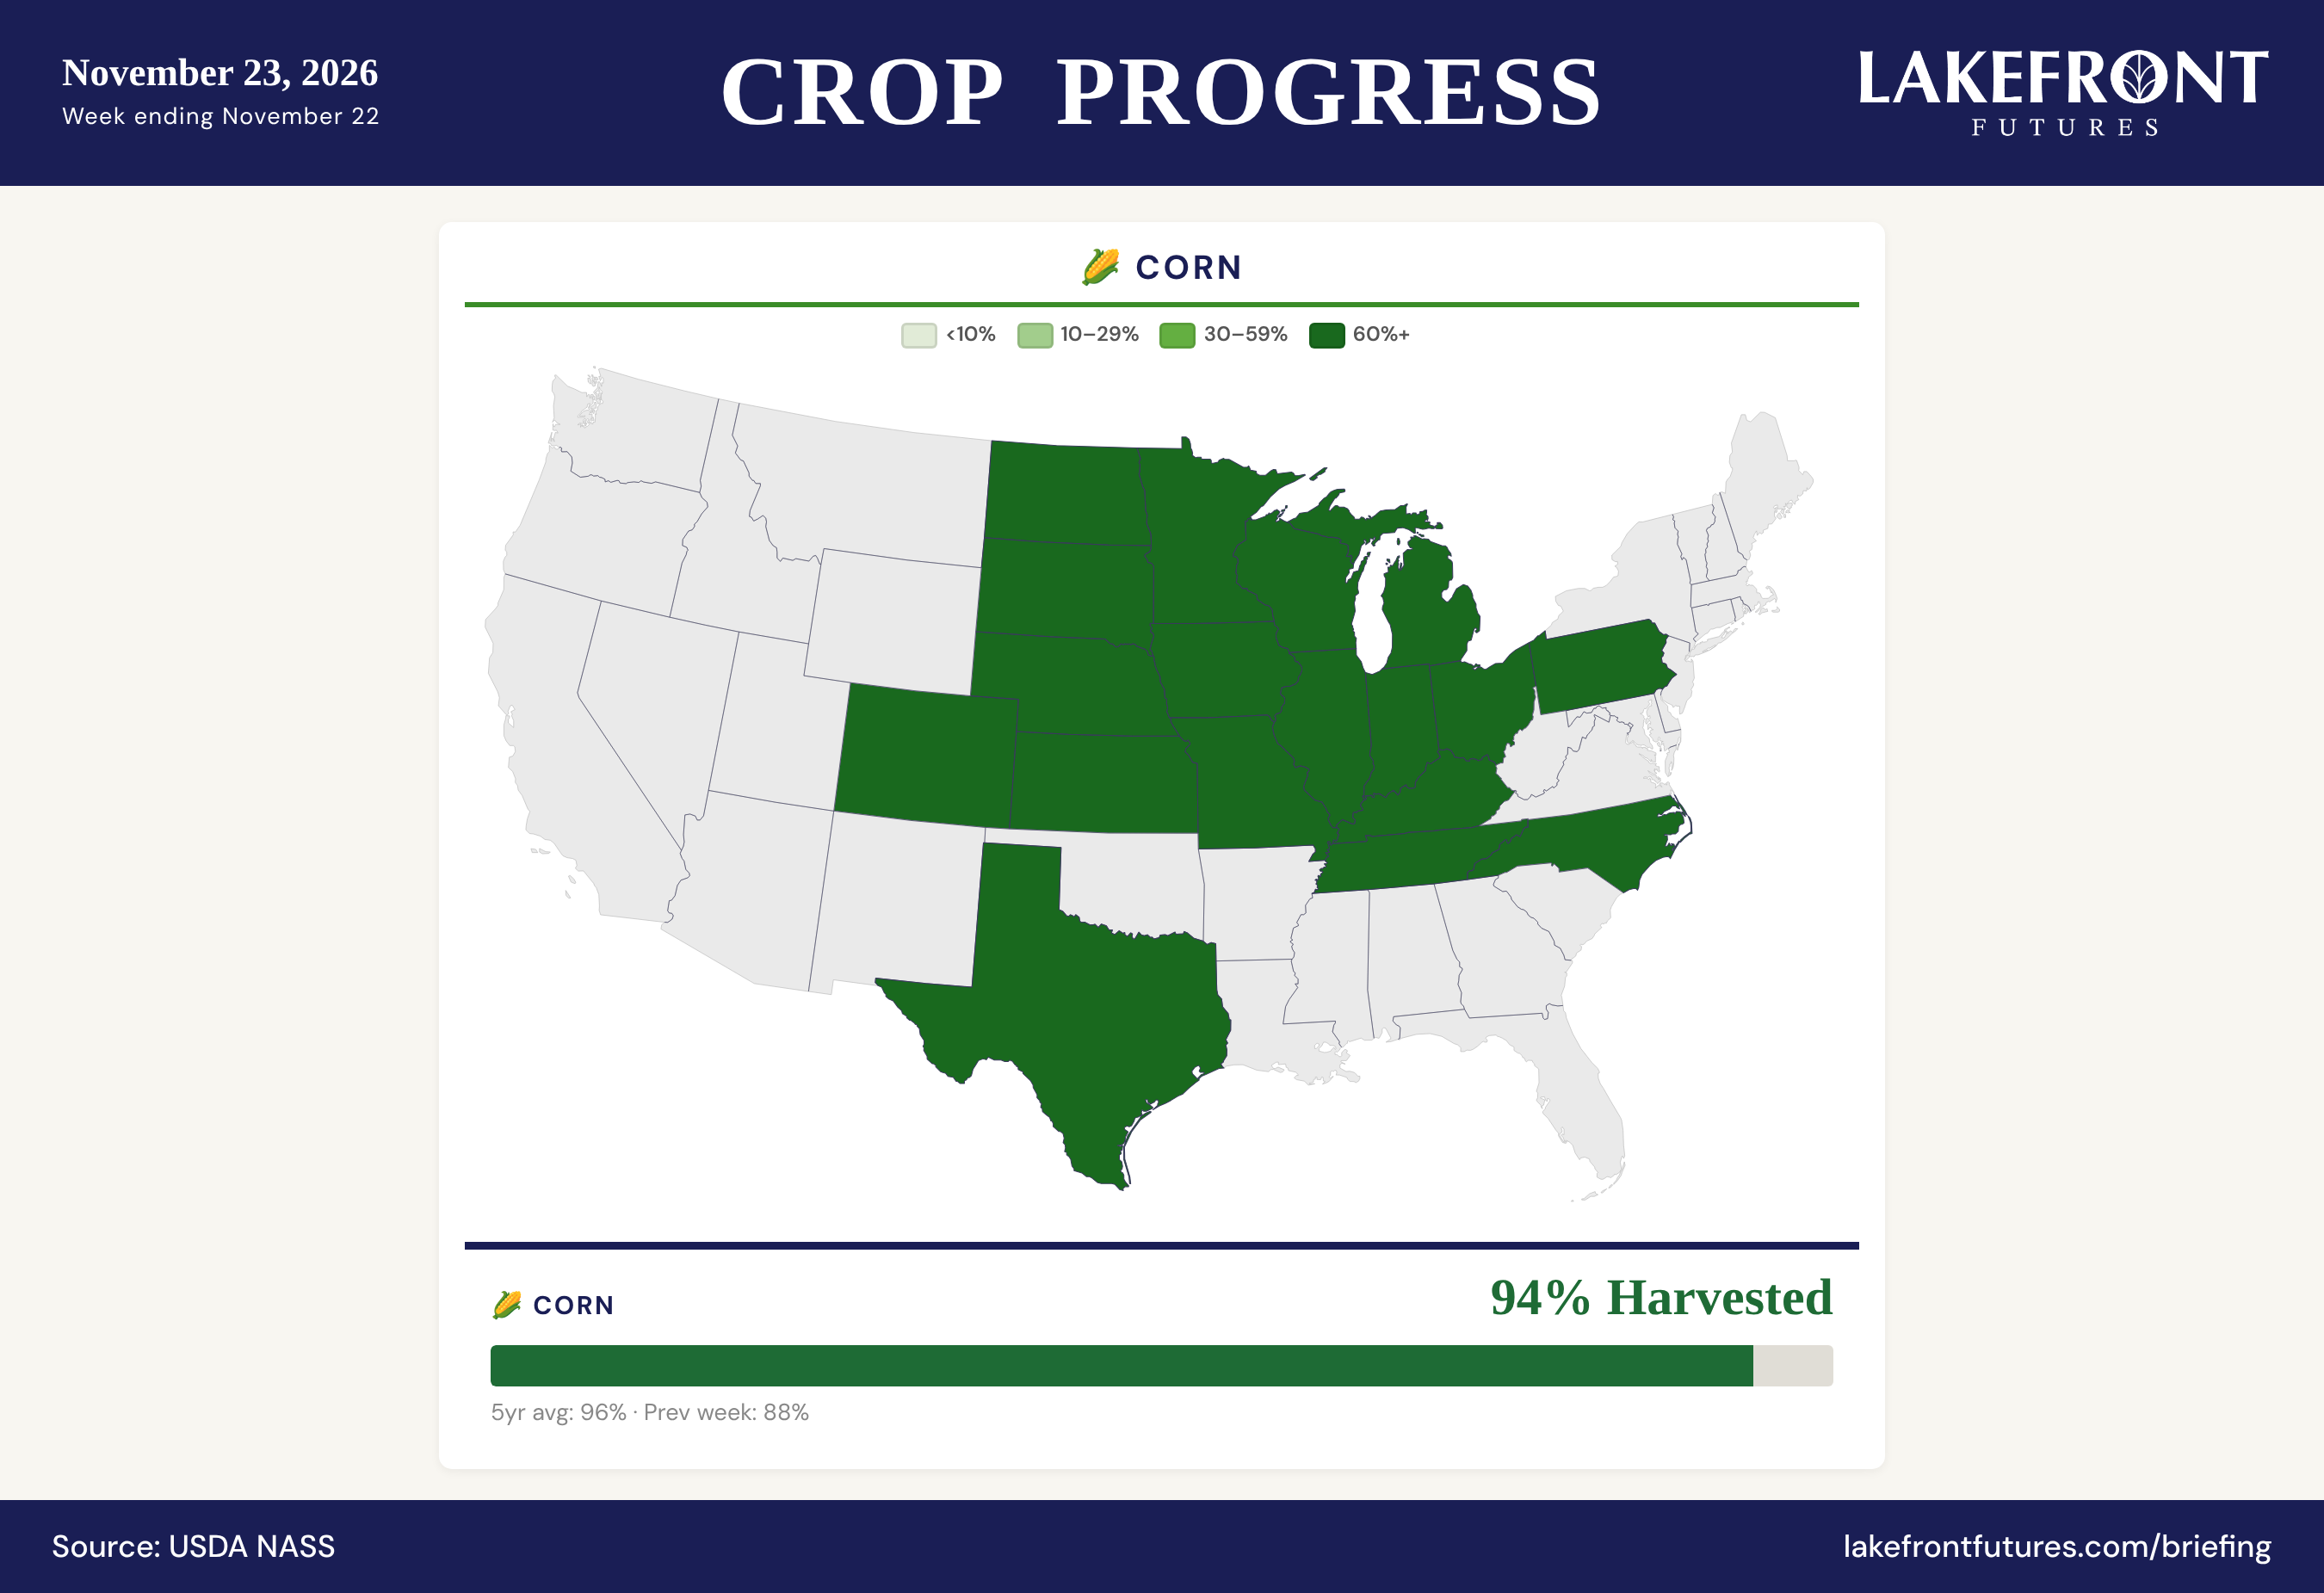 November 23, 2026
Week ending November 22
CROP PROGRESS
LAKEFRONT
FUTURES
CORN
<10%
10–29%
30–59%
60%+
CORN
94% Harvested
5yr avg: 96% · Prev week: 88%
Source: USDA NASS
lakefrontfutures.com/briefing